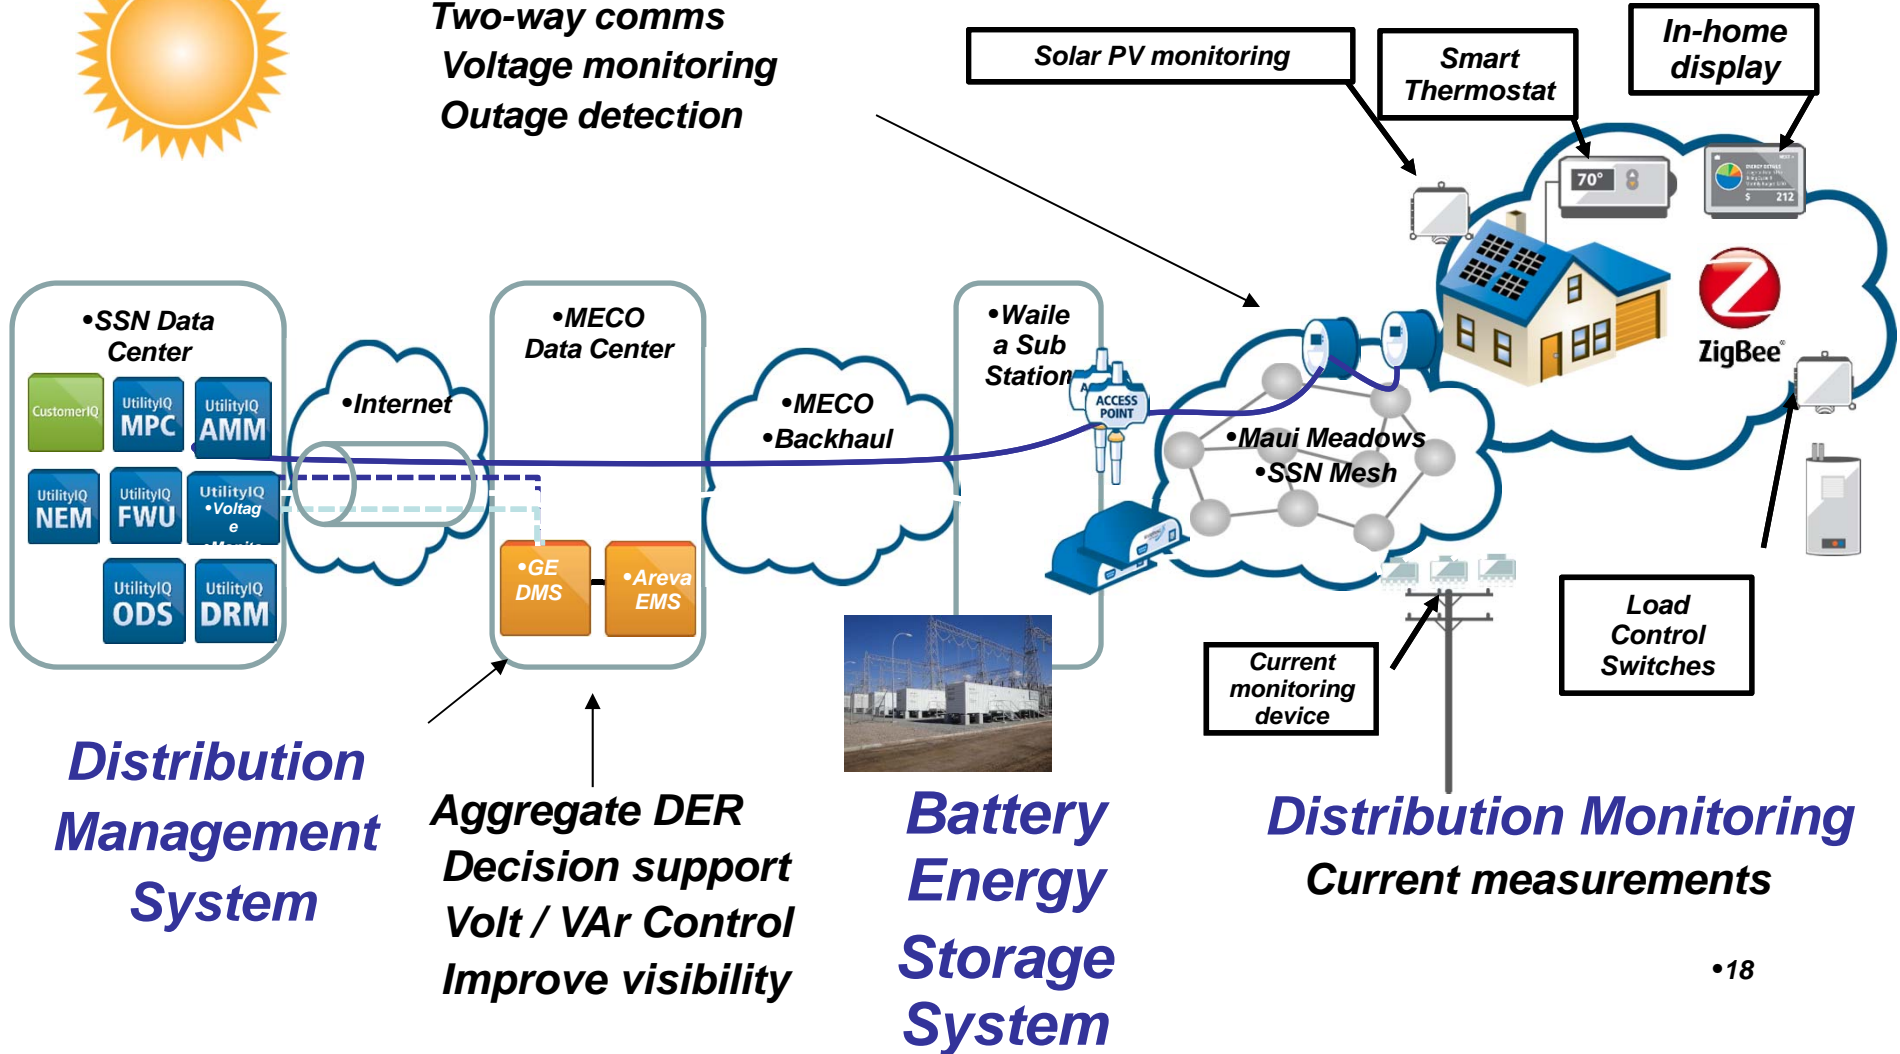 Two-way comms
Voltage monitoring
Outage detection
Solar PV monitoring
Smart
Thermostat
In-home
display
70°
ENERGY DETAILS
$ 212
•SSN Data
Center
CustomerIQ
UtilityIQ
MPC
UtilityIQ
AMM
UtilityIQ
NEM
UtilityIQ
FWU
UtilityIQ
•Voltag
e
UtilityIQ
ODS
UtilityIQ
DRM
•Internet
•MECO
Data Center
•GE
DMS
•Areva
EMS
•MECO
•Backhaul
•Waile
a Sub
Station
ACCESS
POINT
•Maui Meadows
•SSN Mesh
ZigBee®
Current
monitoring
device
Load
Control
Switches
Distribution
Management
System
Aggregate DER
Decision support
Volt / VAr Control
Improve visibility
Battery
Energy
Storage
System
Distribution Monitoring
Current measurements
•18